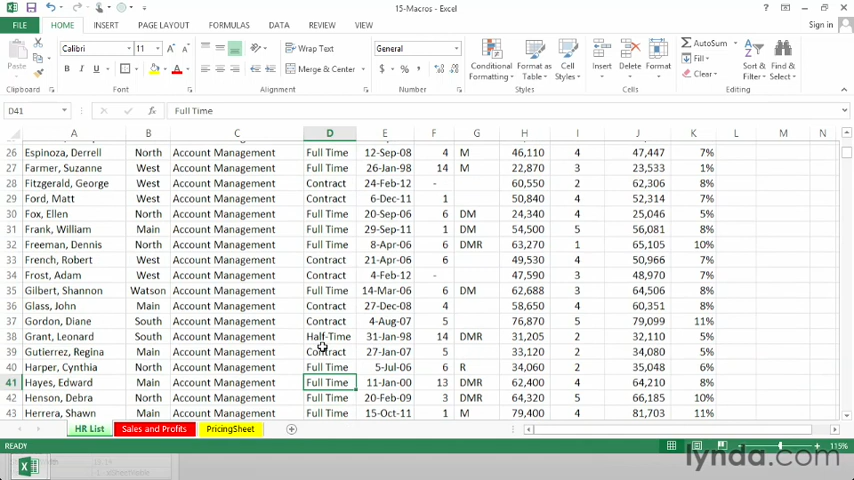 15-Macros - Excel
Sign in
FILE HOME INSERT PAGE LAYOUT FORMULAS DATA REVIEW VIEW
Calibri 11 Wrap Text General AutoSum
Paste B I U Merge & Center $ % Conditional Formatting Format as Table Cell Styles Insert Delete Format Fill Clear Sort & Filter Find & Select
Clipboard Font Alignment Number Styles Cells Editing
D41 Full Time
A B C D E F G H I J K L M N
26 Espinoza, Derrell North Account Management Full Time 12-Sep-08 4 M 46,110 4 47,447 7%
27 Farmer, Suzanne West Account Management Full Time 26-Jan-98 14 M 22,870 3 23,533 1%
28 Fitzgerald, George West Account Management Contract 24-Feb-12 - 60,550 2 62,306 8%
29 Ford, Matt West Account Management Contract 6-Dec-11 1 50,840 4 52,314 7%
30 Fox, Ellen North Account Management Full Time 20-Sep-06 6 DM 24,340 4 25,046 5%
31 Frank, William Main Account Management Full Time 29-Sep-11 1 DM 54,500 5 56,081 8%
32 Freeman, Dennis North Account Management Full Time 8-Apr-06 6 DMR 63,270 1 65,105 10%
33 French, Robert West Account Management Contract 21-Apr-06 6 49,530 4 50,966 7%
34 Frost, Adam West Account Management Contract 4-Feb-12 - 47,590 3 48,970 7%
35 Gilbert, Shannon Watson Account Management Full Time 14-Mar-06 5 DM 62,688 3 64,506 8%
36 Glass, John Main Account Management Contract 27-Dec-08 4 58,650 4 60,351 8%
37 Gordon, Diane South Account Management Contract 4-Aug-07 5 76,870 5 79,099 11%
38 Grant, Leonard South Account Management Half-Time 31-Jan-98 14 DMR 31,205 2 32,110 5%
39 Gutierrez, Regina Main Account Management Contract 27-Jan-07 5 33,120 2 34,080 5%
40 Harper, Cynthia North Account Management Full Time 5-Jul-06 6 R 34,060 2 35,048 6%
41 Hayes, Edward Main Account Management Full Time 11-Jan-00 13 DMR 62,400 4 64,210 8%
42 Henson, Debra North Account Management Full Time 20-Feb-09 3 DMR 64,320 5 66,185 10%
43 Herrera, Shawn Main Account Management Full Time 15-Oct-11 1 M 79,400 4 81,703 11%
HR List Sales and Profits PricingSheet
READY 115%
lynda.com